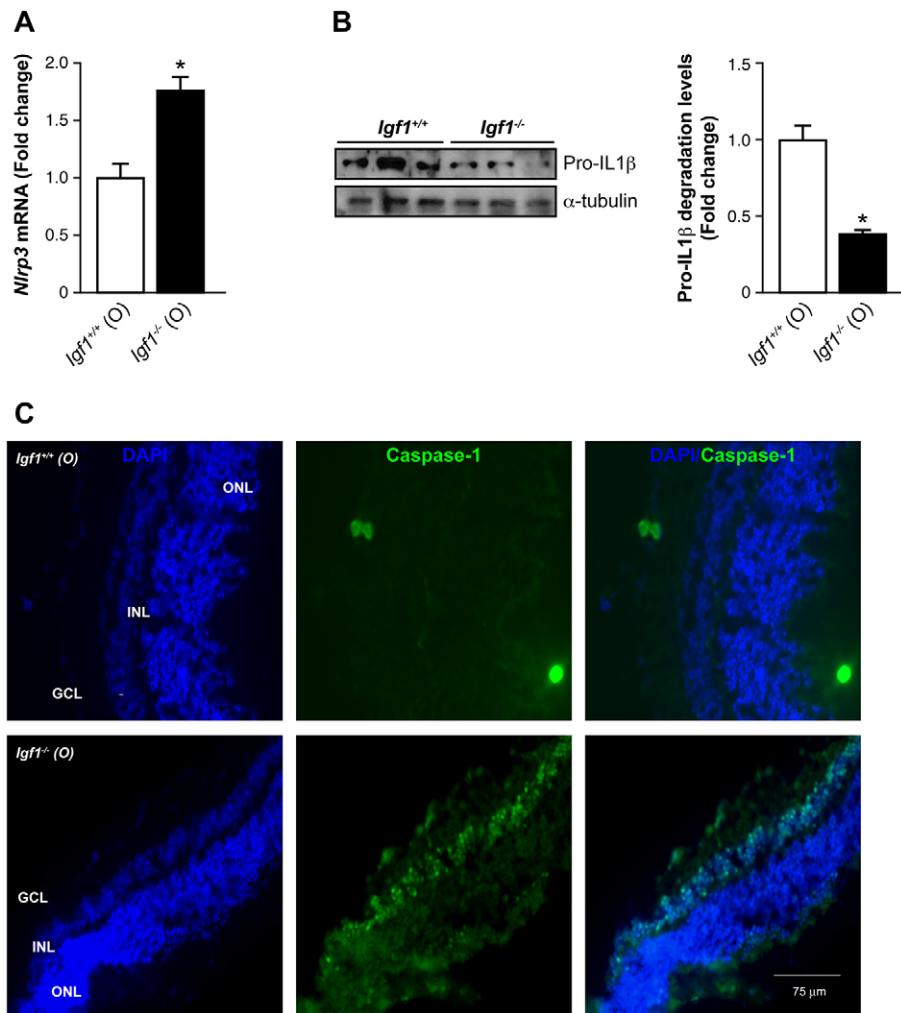 A
Nlrp3 mRNA (Fold change)
2.0
*
1.5
1.0
0.5
0
Igf1+/+ (O)
Igf1-/- (O)
B
Igf1+/+
Igf1-/-
Pro-IL1β
α-tubulin
Pro-IL1β degradation levels
(Fold change)
1.5
1.0
0.5
*
0
Igf1+/+ (O)
Igf1-/- (O)
C
Igf1+/+ (O)
DAPI
ONL
INL
GCL
Caspase-1
DAPI/Caspase-1
Igf1-/- (O)
GCL
INL
ONL
75 µm